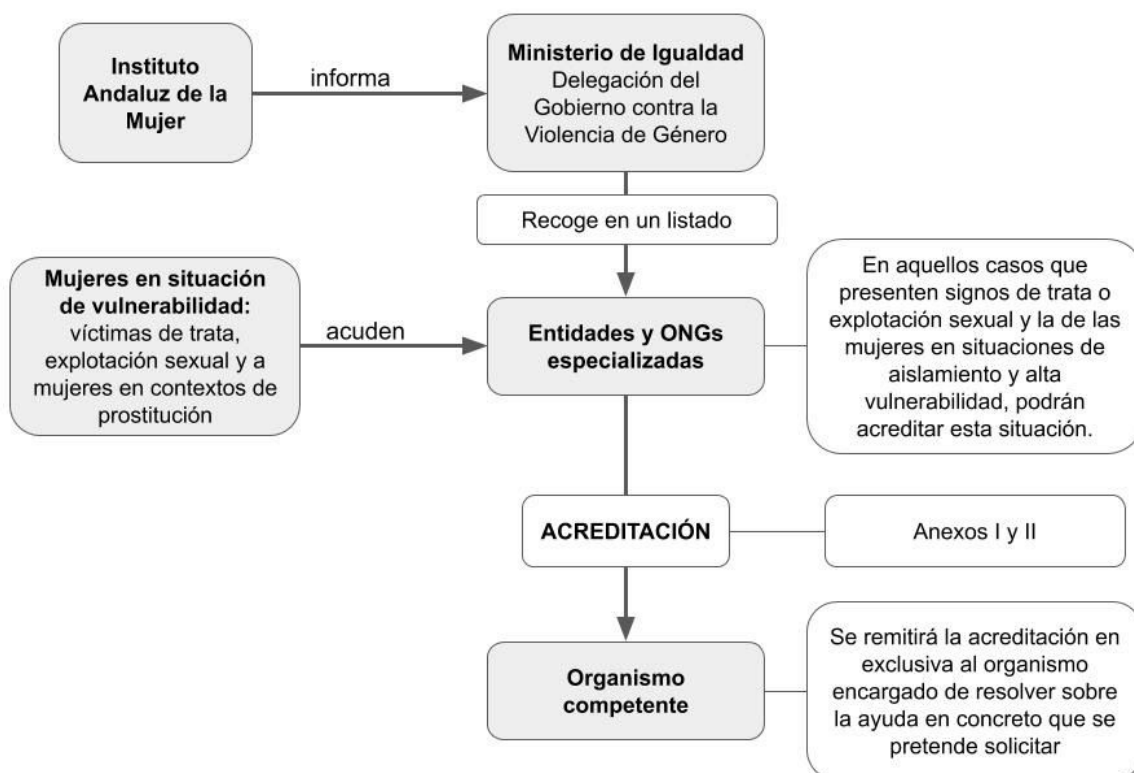 Instituto
Andaluz de la
Mujer
informa
Ministerio de Igualdad
Delegación del
Gobierno contra la
Violencia de Género
Recoge en un listado
Mujeres en situación
de vulnerabilidad:
víctimas de trata,
explotación sexual y a
mujeres en contextos de
prostitución
acuden
Entidades y ONGs
especializadas
En aquellos casos que
presenten signos de trata o
explotación sexual y la de las
mujeres en situaciones de
aislamiento y alta
vulnerabilidad, podrán
acreditar esta situación.
ACREDITACIÓN
Anexos I y II
Organismo
competente
Se remitirá la acreditación en
exclusiva al organismo
encargado de resolver sobre
la ayuda en concreto que se
pretende solicitar